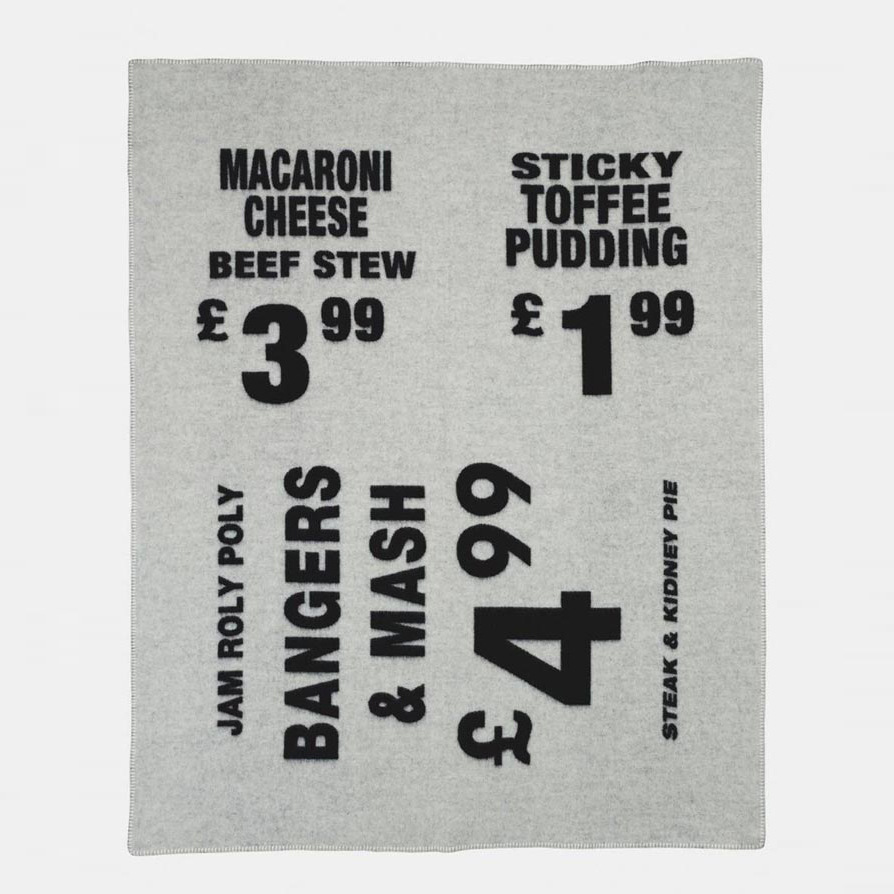 MACARONI
CHEESE
BEEF STEW
£3 99
STICKY
TOFFEE
PUDDING
£1 99
JAM ROLY POLY
BANGERS
& MASH
£4 99
STEAK & KIDNEY PIE